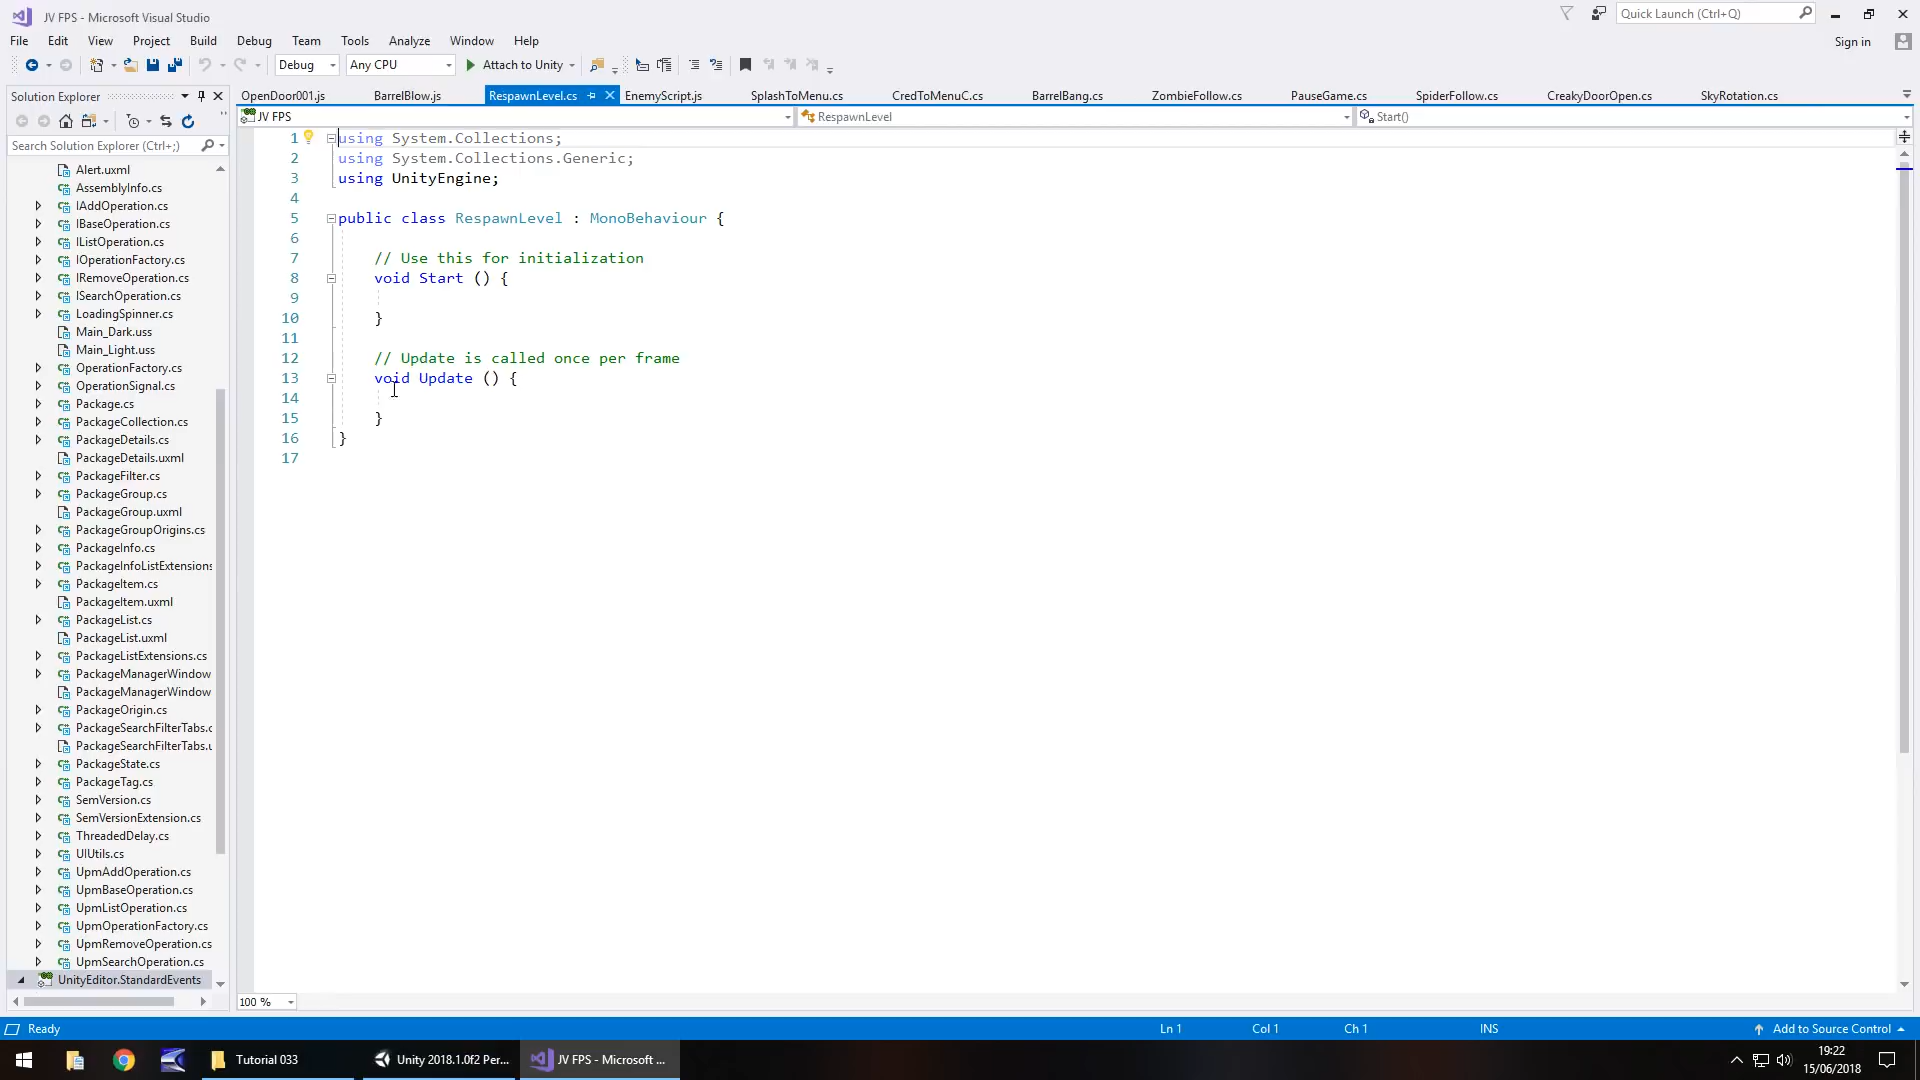 JV FPS - Microsoft Visual Studio
Quick Launch (Ctrl+Q)
File Edit View Project Build Debug Team Tools Analyze Window Help
Sign in
Debug Any CPU Attach to Unity
Solution Explorer
OpenDoor001.js BarrelBlow.js RespawnLevel.cs EnemyScript.js SplashToMenu.cs CredToMenuC.cs BarrelBang.cs ZombieFollow.cs PauseGame.cs SpiderFollow.cs CreakyDoorOpen.cs SkyRotation.cs
JV FPS RespawnLevel Start()
Search Solution Explorer (Ctrl+;)
Alert.uxml
AssemblyInfo.cs
IAddOperation.cs
IBaseOperation.cs
IListOperation.cs
IOperationFactory.cs
IRemoveOperation.cs
ISearchOperation.cs
LoadingSpinner.cs
Main_Dark.uss
Main_Light.uss
OperationFactory.cs
OperationSignal.cs
Package.cs
PackageCollection.cs
PackageDetails.cs
PackageDetails.uxml
PackageFilter.cs
PackageGroup.cs
PackageGroup.uxml
PackageGroupOrigins.cs
PackageInfo.cs
PackageInfoListExtensions
PackageItem.cs
PackageItem.uxml
PackageList.cs
PackageList.uxml
PackageListExtensions.cs
PackageManagerWindow
PackageManagerWindow
PackageOrigin.cs
PackageSearchFilterTabs.c
PackageSearchFilterTabs.u
PackageState.cs
PackageTag.cs
SemVersion.cs
SemVersionExtension.cs
ThreadedDelay.cs
UIUtils.cs
UpmAddOperation.cs
UpmBaseOperation.cs
UpmListOperation.cs
UpmOperationFactory.cs
UpmRemoveOperation.cs
UpmSearchOperation.cs
UnityEditor.StandardEvents
1 using System.Collections;
2 using System.Collections.Generic;
3 using UnityEngine;
4
5 public class RespawnLevel : MonoBehaviour {
6
7 // Use this for initialization
8 void Start () {
9
10 }
11
12 // Update is called once per frame
13 void Update () {
14
15 }
16 }
17
100 %
Ready Ln 1 Col 1 Ch 1 INS Add to Source Control
Tutorial 033 Unity 2018.1.0f2 Per... JV FPS - Microsoft ...
19:22
15/06/2018